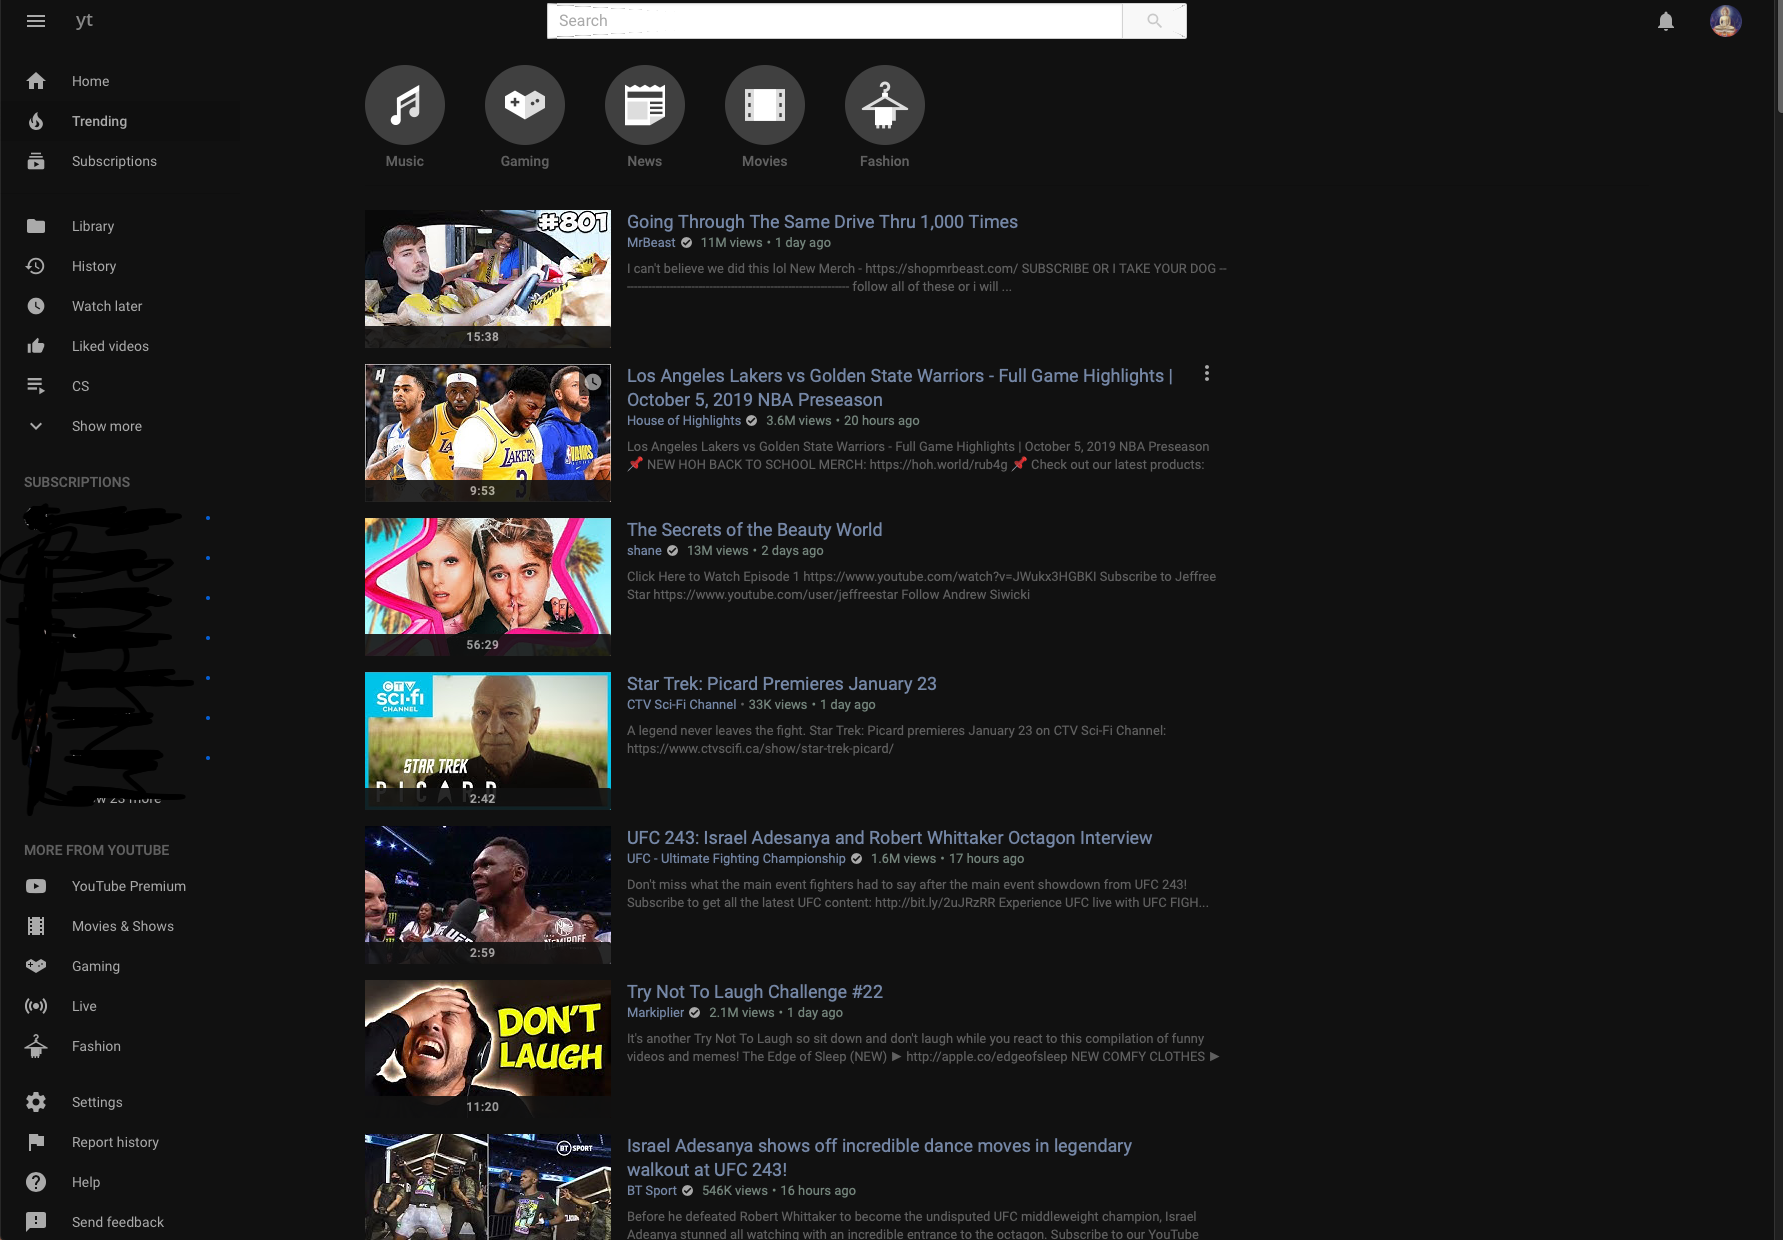 yt
Search
Home
Trending
Subscriptions
Library
History
Watch later
Lived videos
CS
Show more
SUBSCRIPTIONS
MORE FROM YOUTUBE
YouTube Premium
Movies & Shows
Gaming
Live
Fashion
Settings
Report history
Help
Send feedback
Music
Gaming
News
Movies
Fashion
#801
15:38
Going Through The Same Drive Thru 1,000 Times
MrBeast 11M views • 1 day ago
I can't believe we did this lol New Merch - https://shopmrbeast.com/ SUBSCRIBE OR I TAKE YOUR DOG --
---------------------------------------------------------------- follow all of these or i will ...
LAKERS
9:53
Los Angeles Lakers vs Golden State Warriors - Full Game Highlights |
October 5, 2019 NBA Preseason
House of Highlights 3.6M views • 20 hours ago
Los Angeles Lakers vs Golden State Warriors - Full Game Highlights | October 5, 2019 NBA Preseason
📌 NEW HOH BACK TO SCHOOL MERCH: https://hoh.world/rub4g 📌 Check out our latest products:
56:29
The Secrets of the Beauty World
shane 13M views • 2 days ago
Click Here to Watch Episode 1 https://www.youtube.com/watch?v=JWukx3HGBKI Subscribe to Jeffree
Star https://www.youtube.com/user/jeffreestar Follow Andrew Siwicki
CTV
SCI-fi
CHANNEL
STAR TREK
PICARD
2:42
Star Trek: Picard Premieres January 23
CTV Sci-Fi Channel • 33K views • 1 day ago
A legend never leaves the fight. Star Trek: Picard premieres January 23 on CTV Sci-Fi Channel:
https://www.ctvscifi.ca/show/star-trek-picard/
UFC
NEMIROFF
2:59
UFC 243: Israel Adesanya and Robert Whittaker Octagon Interview
UFC - Ultimate Fighting Championship 1.6M views • 17 hours ago
Don't miss what the main event fighters had to say after the main event showdown from UFC 243!
Subscribe to get all the latest UFC content: http://bit.ly/2uJRzRR Experience UFC live with UFC FIGH...
DON'T
LAUGH
11:20
Try Not To Laugh Challenge #22
Markiplier 2.1M views • 1 day ago
It's another Try Not To Laugh so sit down and don't laugh while you react to this compilation of funny
videos and memes! The Edge of Sleep (NEW) ► http://apple.co/edgeofsleep NEW COMFY CLOTHES ►
BT SPORT
Israel Adesanya shows off incredible dance moves in legendary
walkout at UFC 243!
BT Sport 546K views • 16 hours ago
Before he defeated Robert Whittaker to become the undisputed UFC middleweight champion, Israel
Adeanya stunned all watching with an incredible entrance to the octagon. Subscribe to our YouTube